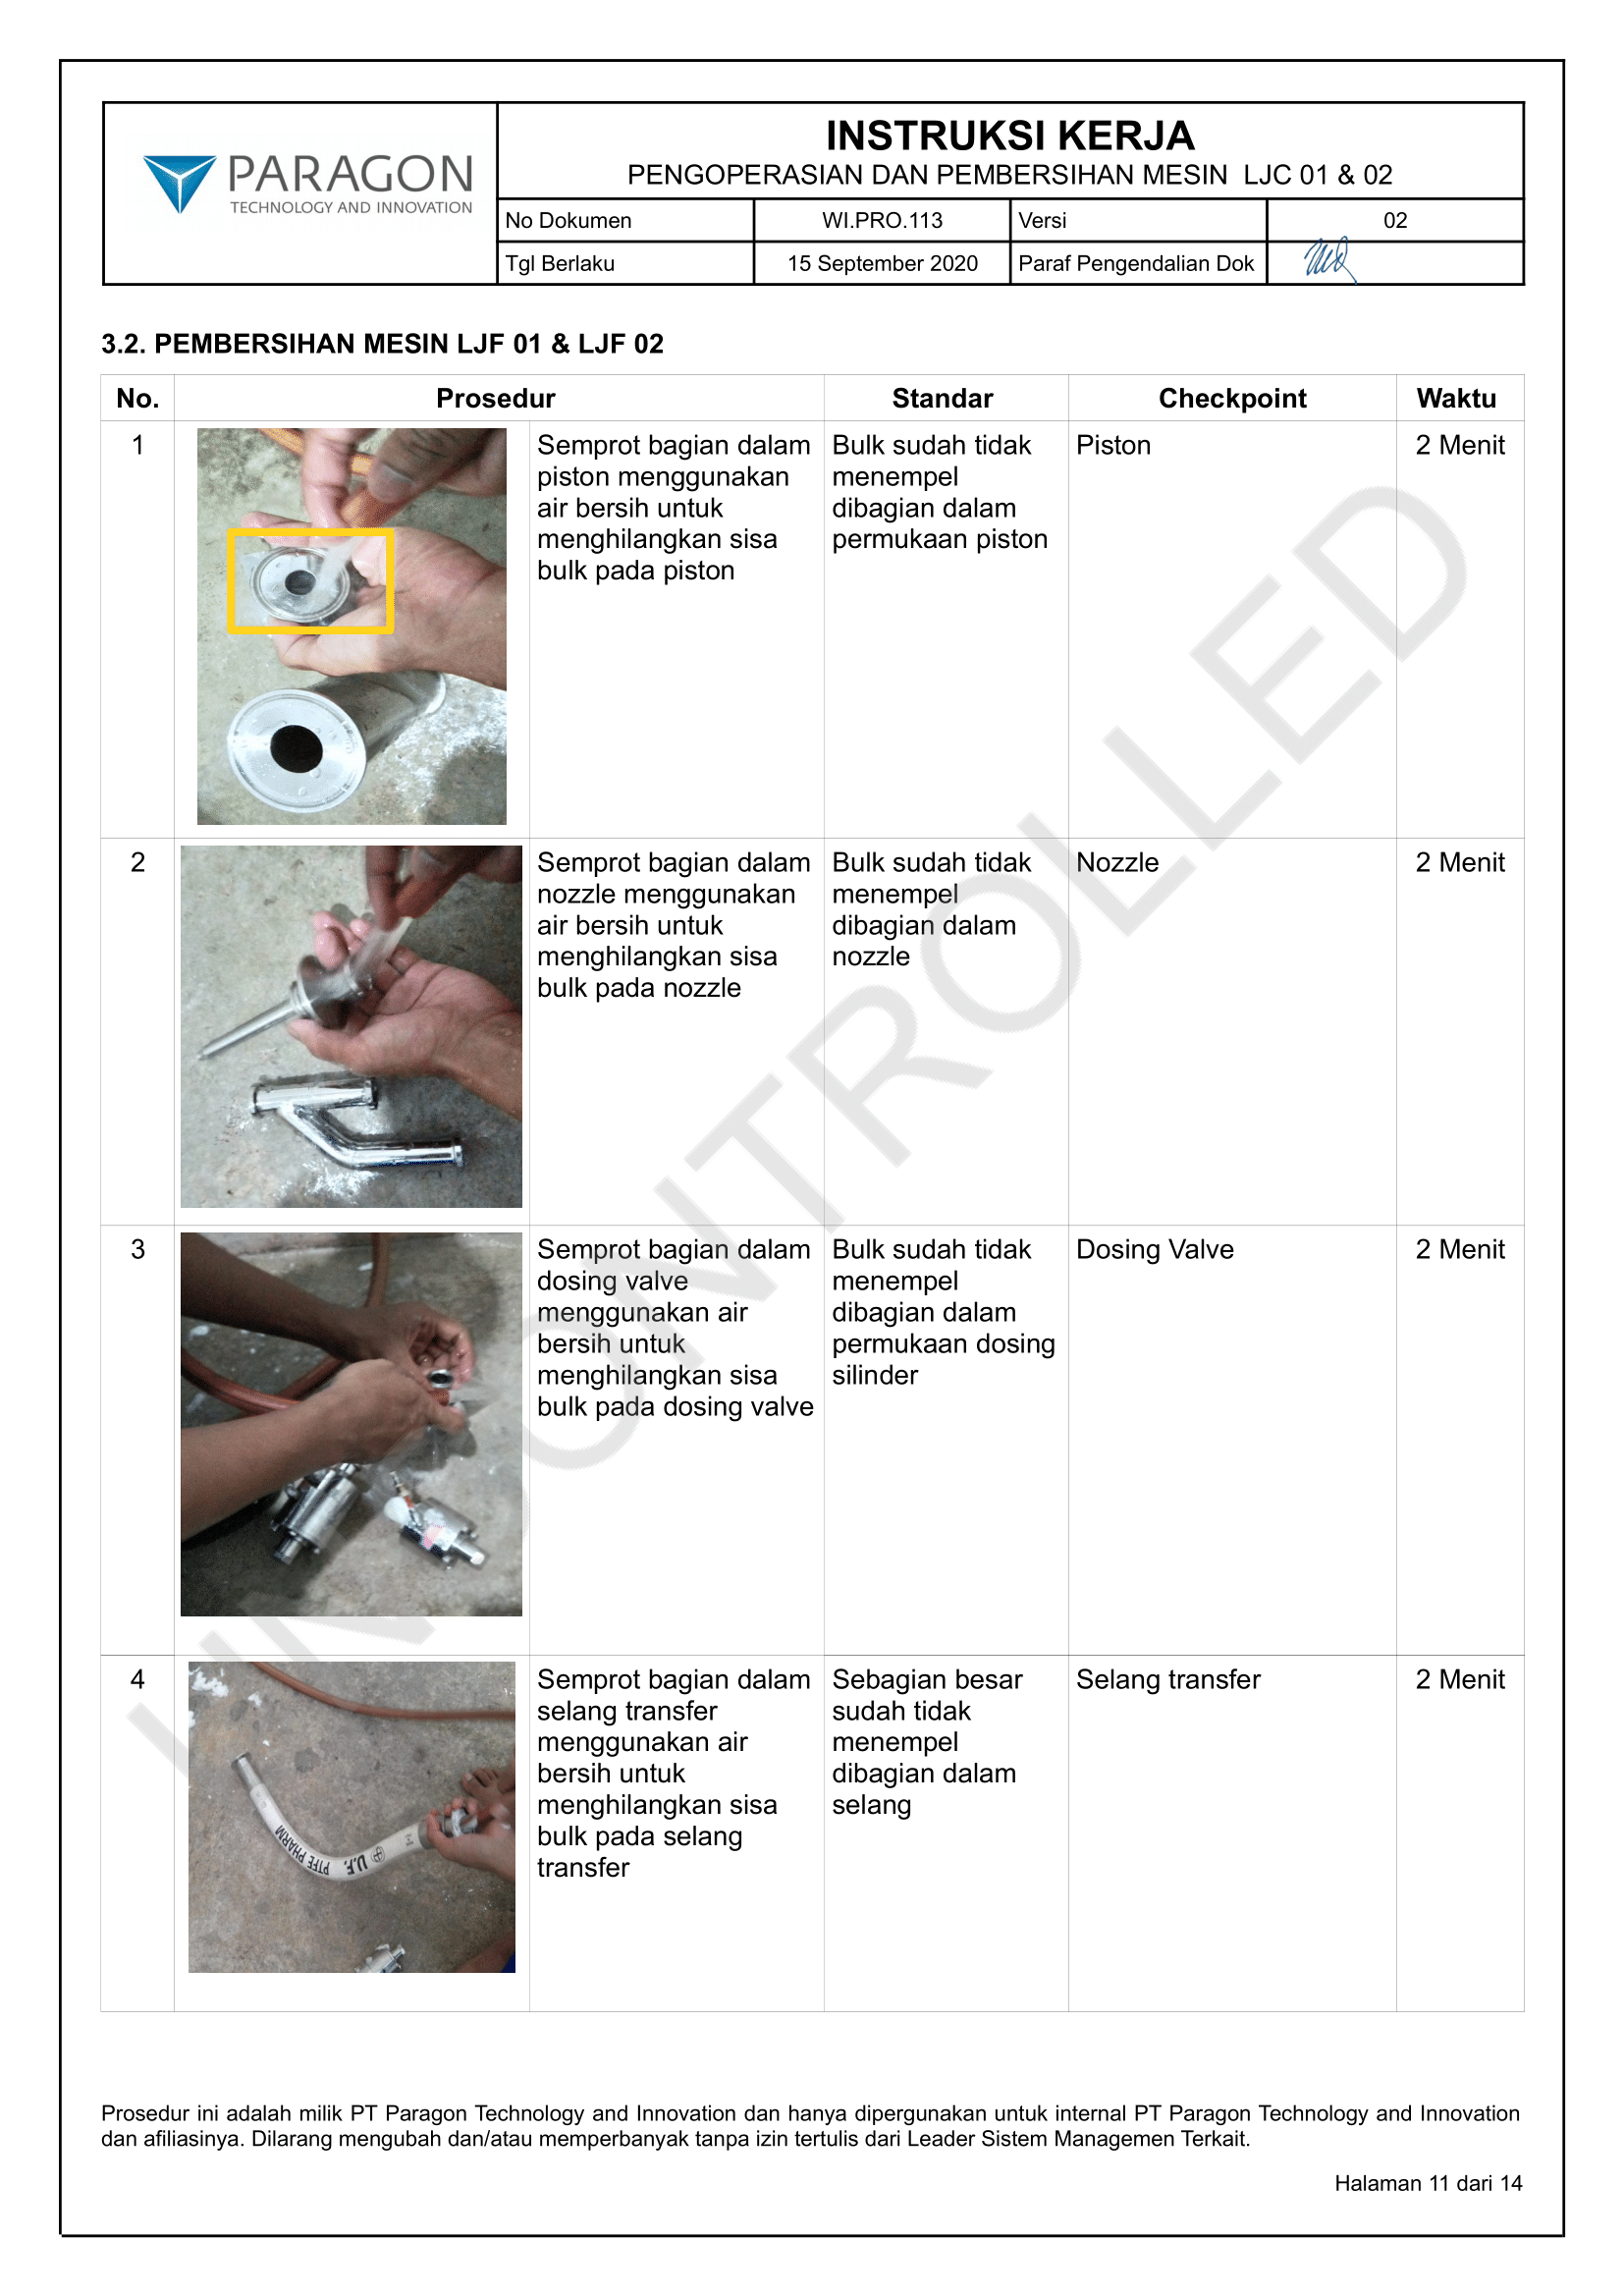 PARAGON
TECHNOLOGY AND INNOVATION
INSTRUKSI KERJA
PENGOPERASIAN DAN PEMBERSIHAN MESIN LJC 01 & 02
No Dokumen WI.PRO.113 Versi 02
Tgl Berlaku 15 September 2020 Paraf Pengendalian Dok
3.2. PEMBERSIHAN MESIN LJF 01 & LJF 02
No. Prosedur Standar Checkpoint Waktu
1
Semprot bagian dalam
piston menggunakan
air bersih untuk
menghilangkan sisa
bulk pada piston
Bulk sudah tidak
menempel
dibagian dalam
permukaan piston
Piston
2 Menit
2
Semprot bagian dalam
nozzle menggunakan
air bersih untuk
menghilangkan sisa
bulk pada nozzle
Bulk sudah tidak
menempel
dibagian dalam
nozzle
Nozzle
2 Menit
3
Semprot bagian dalam
dosing valve
menggunakan air
bersih untuk
menghilangkan sisa
bulk pada dosing valve
Bulk sudah tidak
menempel
dibagian dalam
permukaan dosing
silinder
Dosing Valve
2 Menit
4
PTFE PHARM U.F.
Semprot bagian dalam
selang transfer
menggunakan air
bersih untuk
menghilangkan sisa
bulk pada selang
transfer
Sebagian besar
sudah tidak
menempel
dibagian dalam
selang
Selang transfer
2 Menit
UNCONTROLLED
Prosedur ini adalah milik PT Paragon Technology and Innovation dan hanya dipergunakan untuk internal PT Paragon Technology and Innovation
dan afiliasinya. Dilarang mengubah dan/atau memperbanyak tanpa izin tertulis dari Leader Sistem Managemen Terkait.
Halaman 11 dari 14